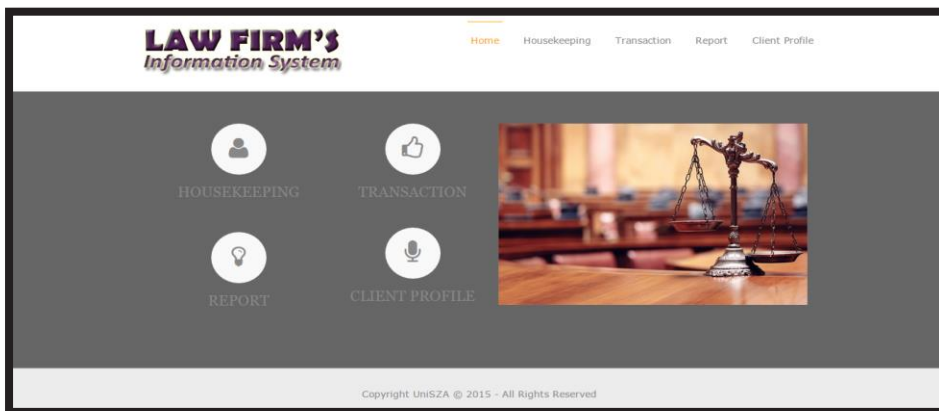 LAW FIRM'S
Information System
Home Housekeeping Transaction Report Client Profile
HOUSEKEEPING TRANSACTION
REPORT CLIENT PROFILE
Copyright UniSZA © 2015 - All Rights Reserved